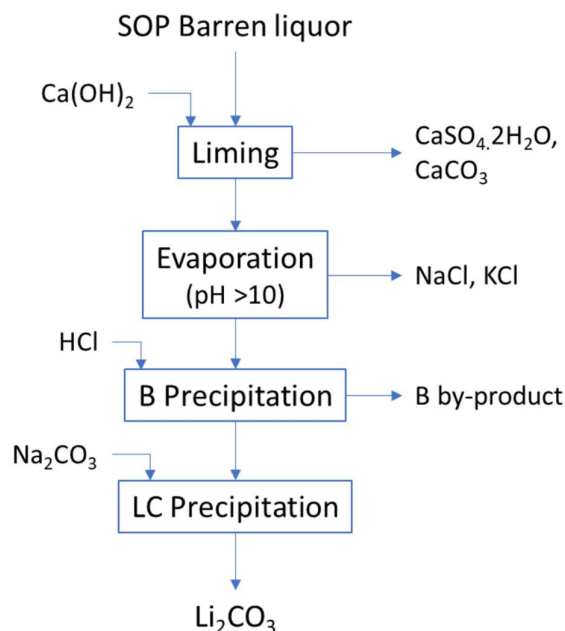 SOP Barren liquor
Ca(OH)₂
Liming
CaSO₄.2H₂O,
CaCO₃
Evaporation
(pH >10)
NaCl, KCl
HCl
B Precipitation
B by-product
Na₂CO₃
LC Precipitation
Li₂CO₃